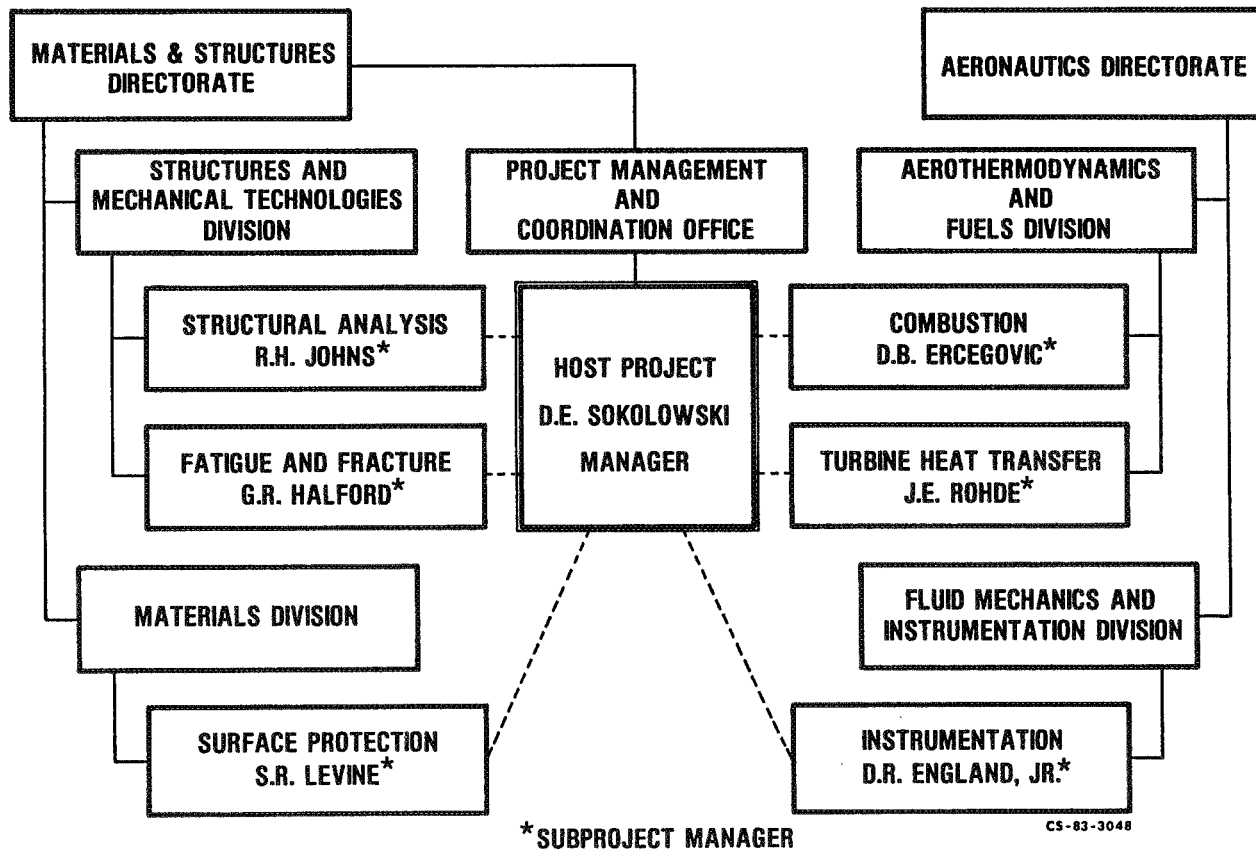 MATERIALS & STRUCTURES
DIRECTORATE
AERONAUTICS DIRECTORATE
STRUCTURES AND
MECHANICAL TECHNOLOGIES
DIVISION
PROJECT MANAGEMENT
AND
COORDINATION OFFICE
AEROTHERMODYNAMICS
AND
FUELS DIVISION
STRUCTURAL ANALYSIS
R.H. JOHNS*
HOST PROJECT
D.E. SOKOLOWSKI
MANAGER
COMBUSTION
D.B. ERCEGOVIC*
FATIGUE AND FRACTURE
G.R. HALFORD*
TURBINE HEAT TRANSFER
J.E. ROHDE*
MATERIALS DIVISION
FLUID MECHANICS AND
INSTRUMENTATION DIVISION
SURFACE PROTECTION
S.R. LEVINE*
INSTRUMENTATION
D.R. ENGLAND, JR.*
*SUBPROJECT MANAGER
CS-83-3048